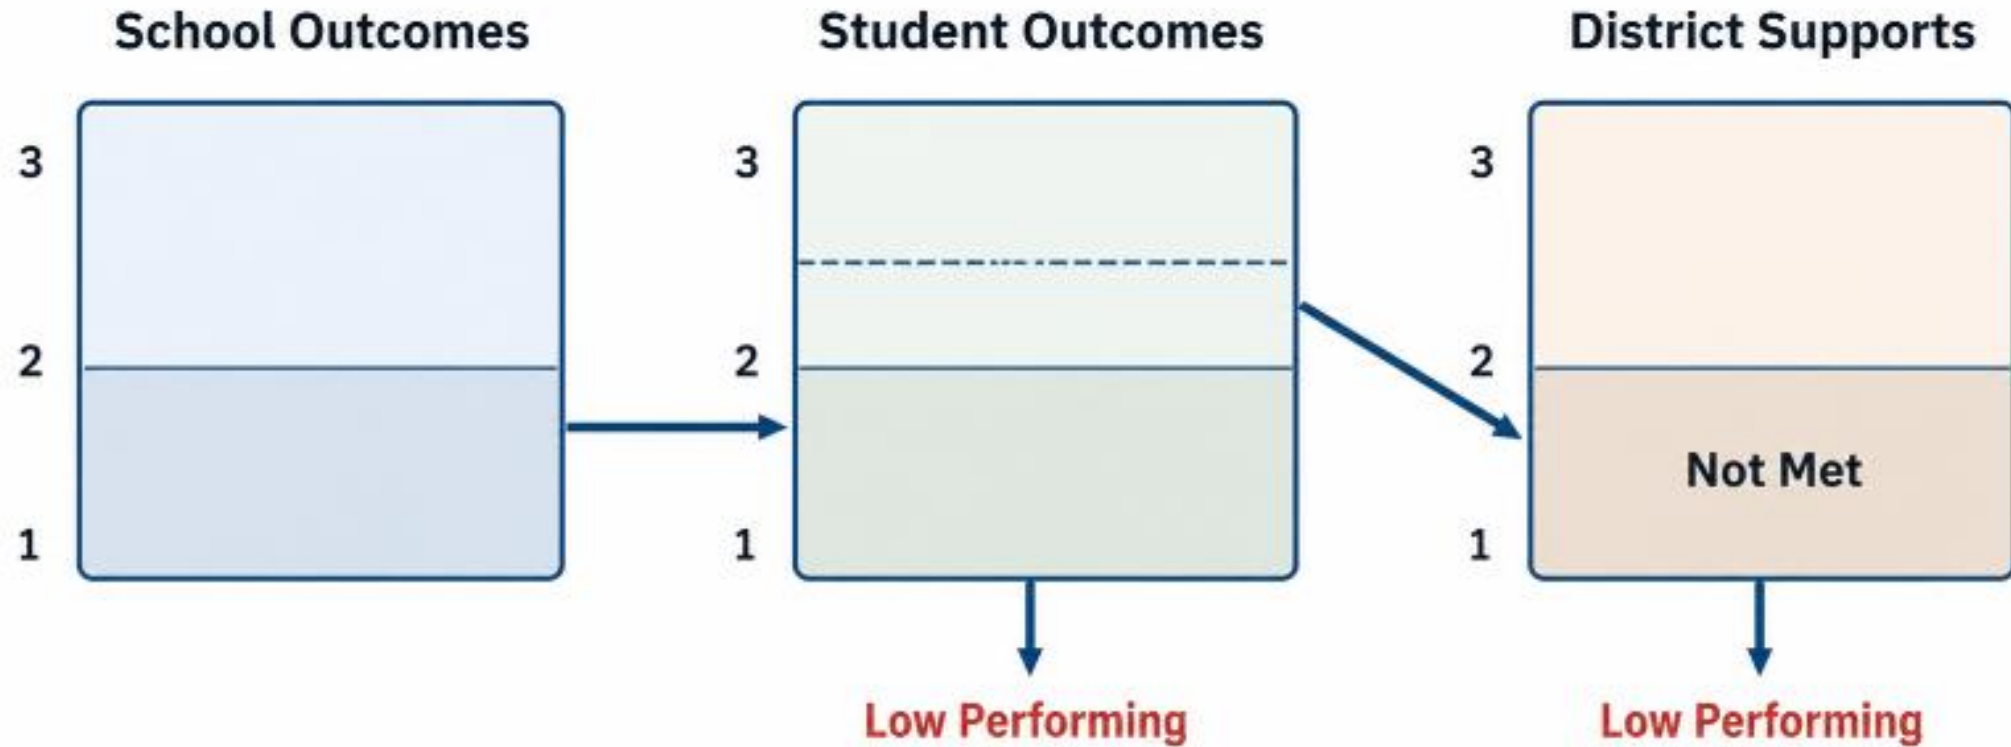 School Outcomes
3
2
1
Student Outcomes
3
2
1
Low Performing
District Supports
3
2
Not Met
1
Low Performing